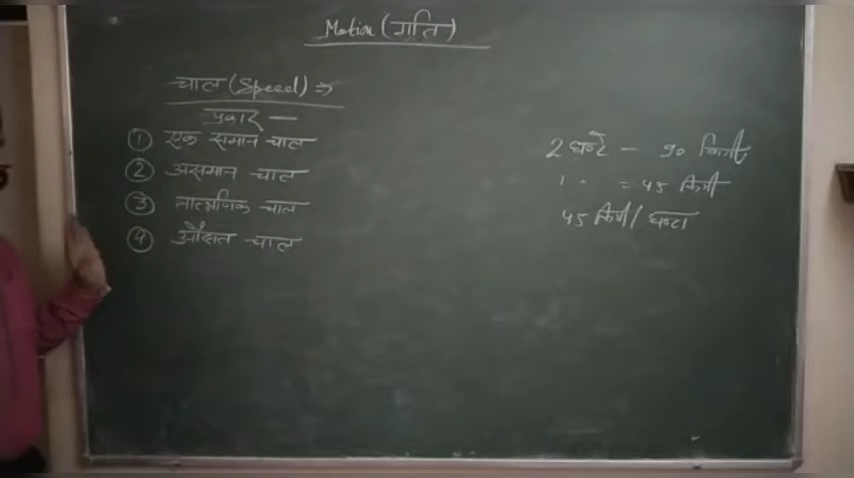 Motion (गति)
चाल (Speed) ⇒
प्रकार —
① एक समान चाल
② असमान चाल
③ तात्क्षणिक चाल
④ औसत चाल
2 घण्टे — 90 किमी
1 " = 45 किमी
45 किमी / घण्टा